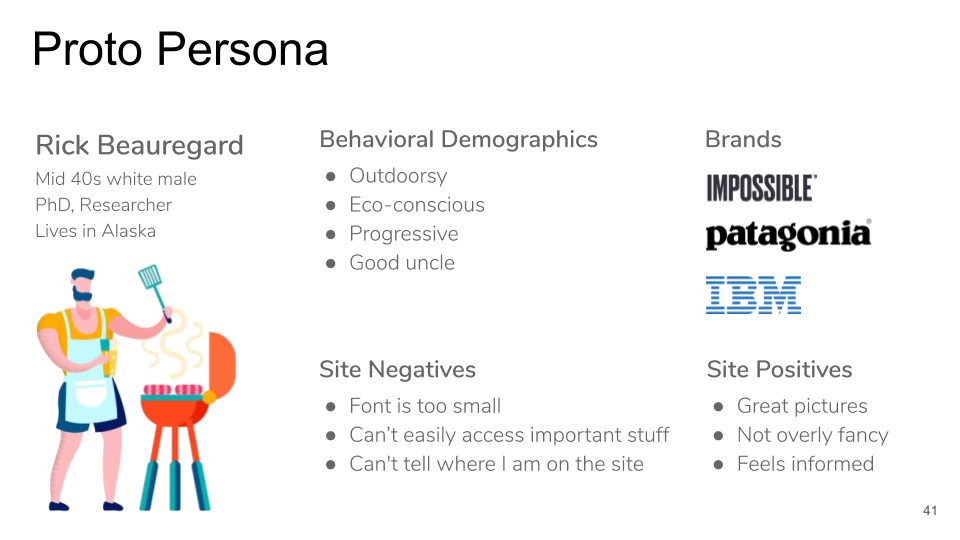 Proto Persona
Rick Beauregard
Mid 40s white male
PhD, Researcher
Lives in Alaska
Behavioral Demographics
● Outdoorsy
● Eco-conscious
● Progressive
● Good uncle
Brands
IMPOSSIBLE™
patagonia®
IBM
Site Negatives
● Font is too small
● Can’t easily access important stuff
● Can't tell where I am on the site
Site Positives
● Great pictures
● Not overly fancy
● Feels informed
41